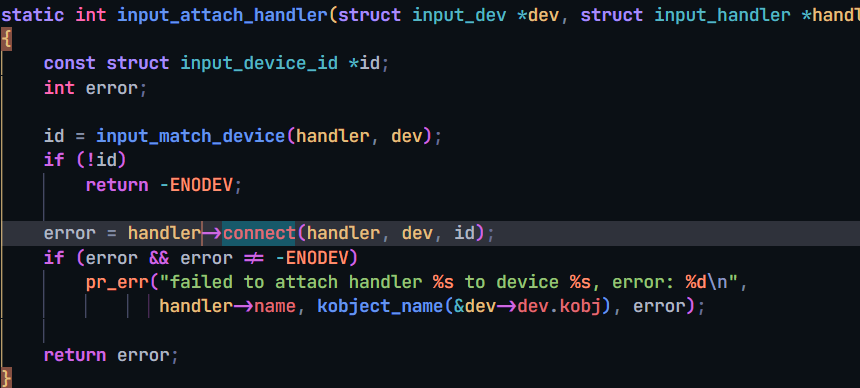 static int input_attach_handler(struct input_dev *dev, struct input_handler *handl
{
    const struct input_device_id *id;
    int error;
    id = input_match_device(handler, dev);
    if (!id)
        return -ENODEV;
    error = handler->connect(handler, dev, id);
    if (error && error != -ENODEV)
        pr_err("failed to attach handler %s to device %s, error: %d\n",
               handler->name, kobject_name(&dev->dev.kobj), error);
    return error;
}